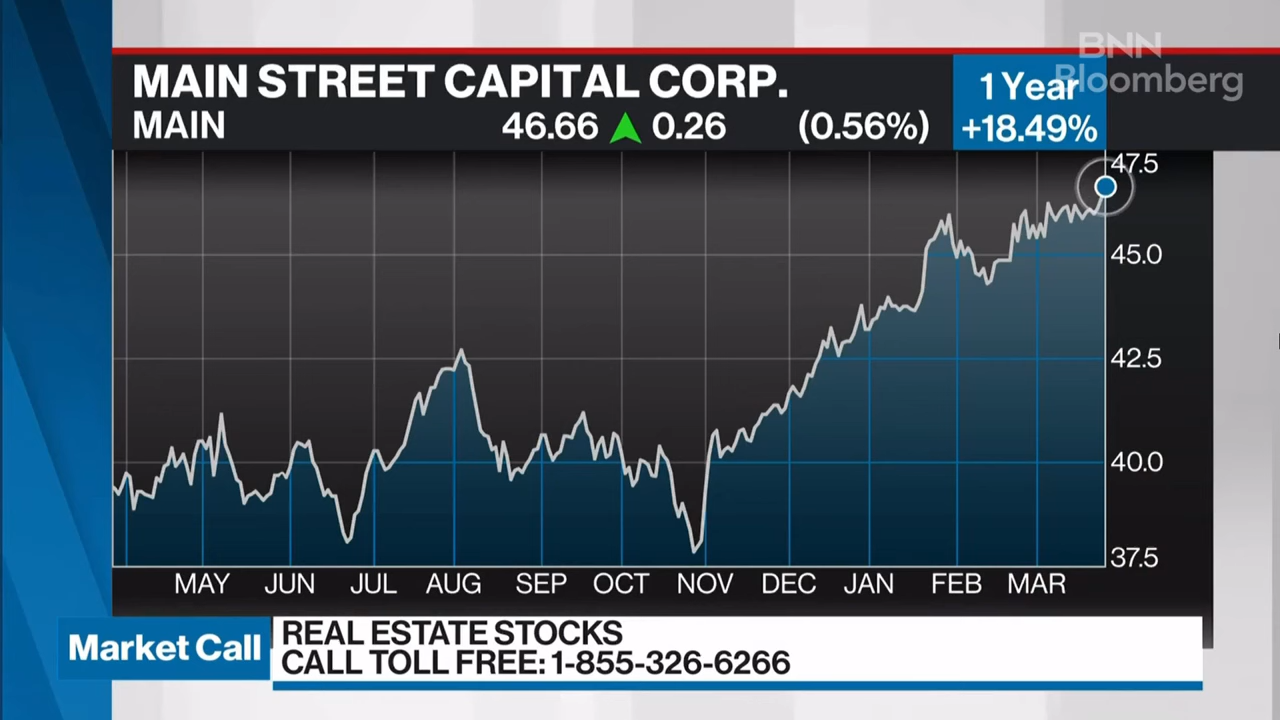 BNN
Bloomberg
MAIN STREET CAPITAL CORP.
MAIN 46.66 0.26 (0.56%)
1 Year
+18.49%
47.5
45.0
42.5
40.0
37.5
MAY JUN JUL AUG SEP OCT NOV DEC JAN FEB MAR
Market Call
REAL ESTATE STOCKS
CALL TOLL FREE: 1-855-326-6266